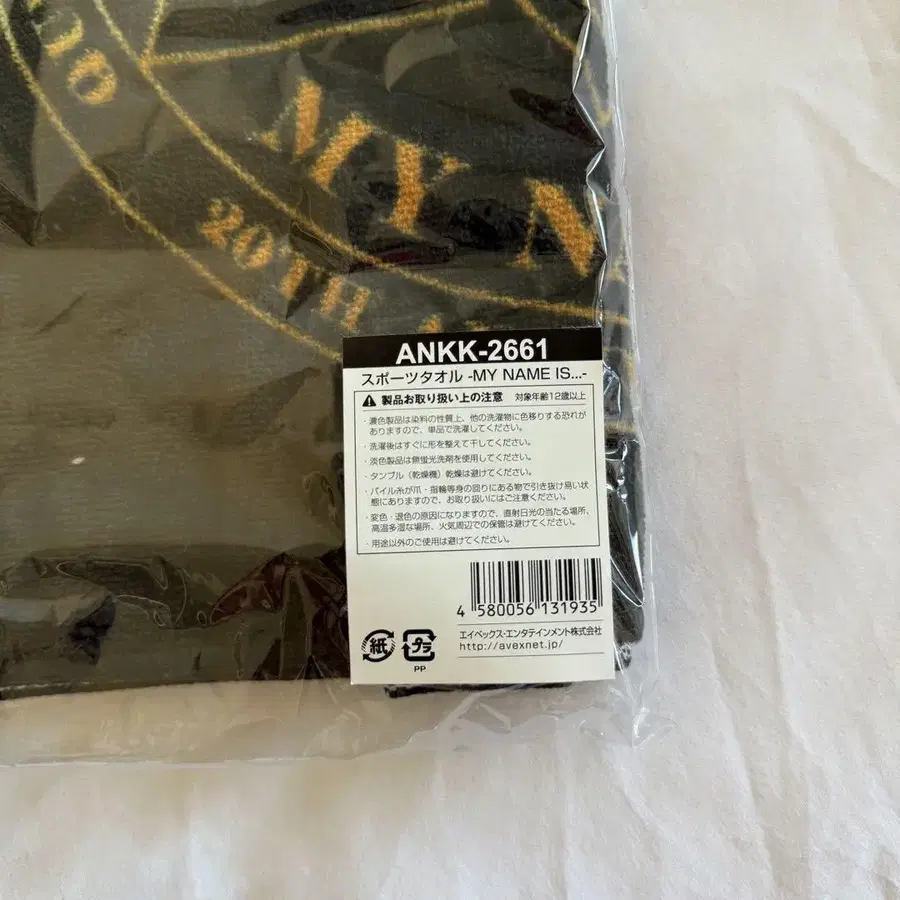 MY N
20TH
ANKK-2661
スポーツタオル -MY NAME IS...-
製品お取り扱い上の注意 対象年齢12歳以上
・濃色製品は染料の性質上、他の洗濯物に色移りする恐れが
ありますので、単品で洗濯してください。
・洗濯後はすぐに形を整えて干してください。
・淡色製品は無蛍光洗剤を使用してください。
・タンブル(乾燥機)乾燥は避けてください。
・パイル糸が爪・指輪等身の回りにある物で引き抜け易い状
態にありますので、お取り扱いにはご注意ください。
・変色・退色の原因になりますので、直射日光の当たる場所、
高温多湿な場所、火気周辺での保管は避けてください。
・用途以外のご使用は避けてください。
4 580056 131935
エイベックス・エンタテインメント株式会社
http://avexnet.jp/
紙 プラ
PP